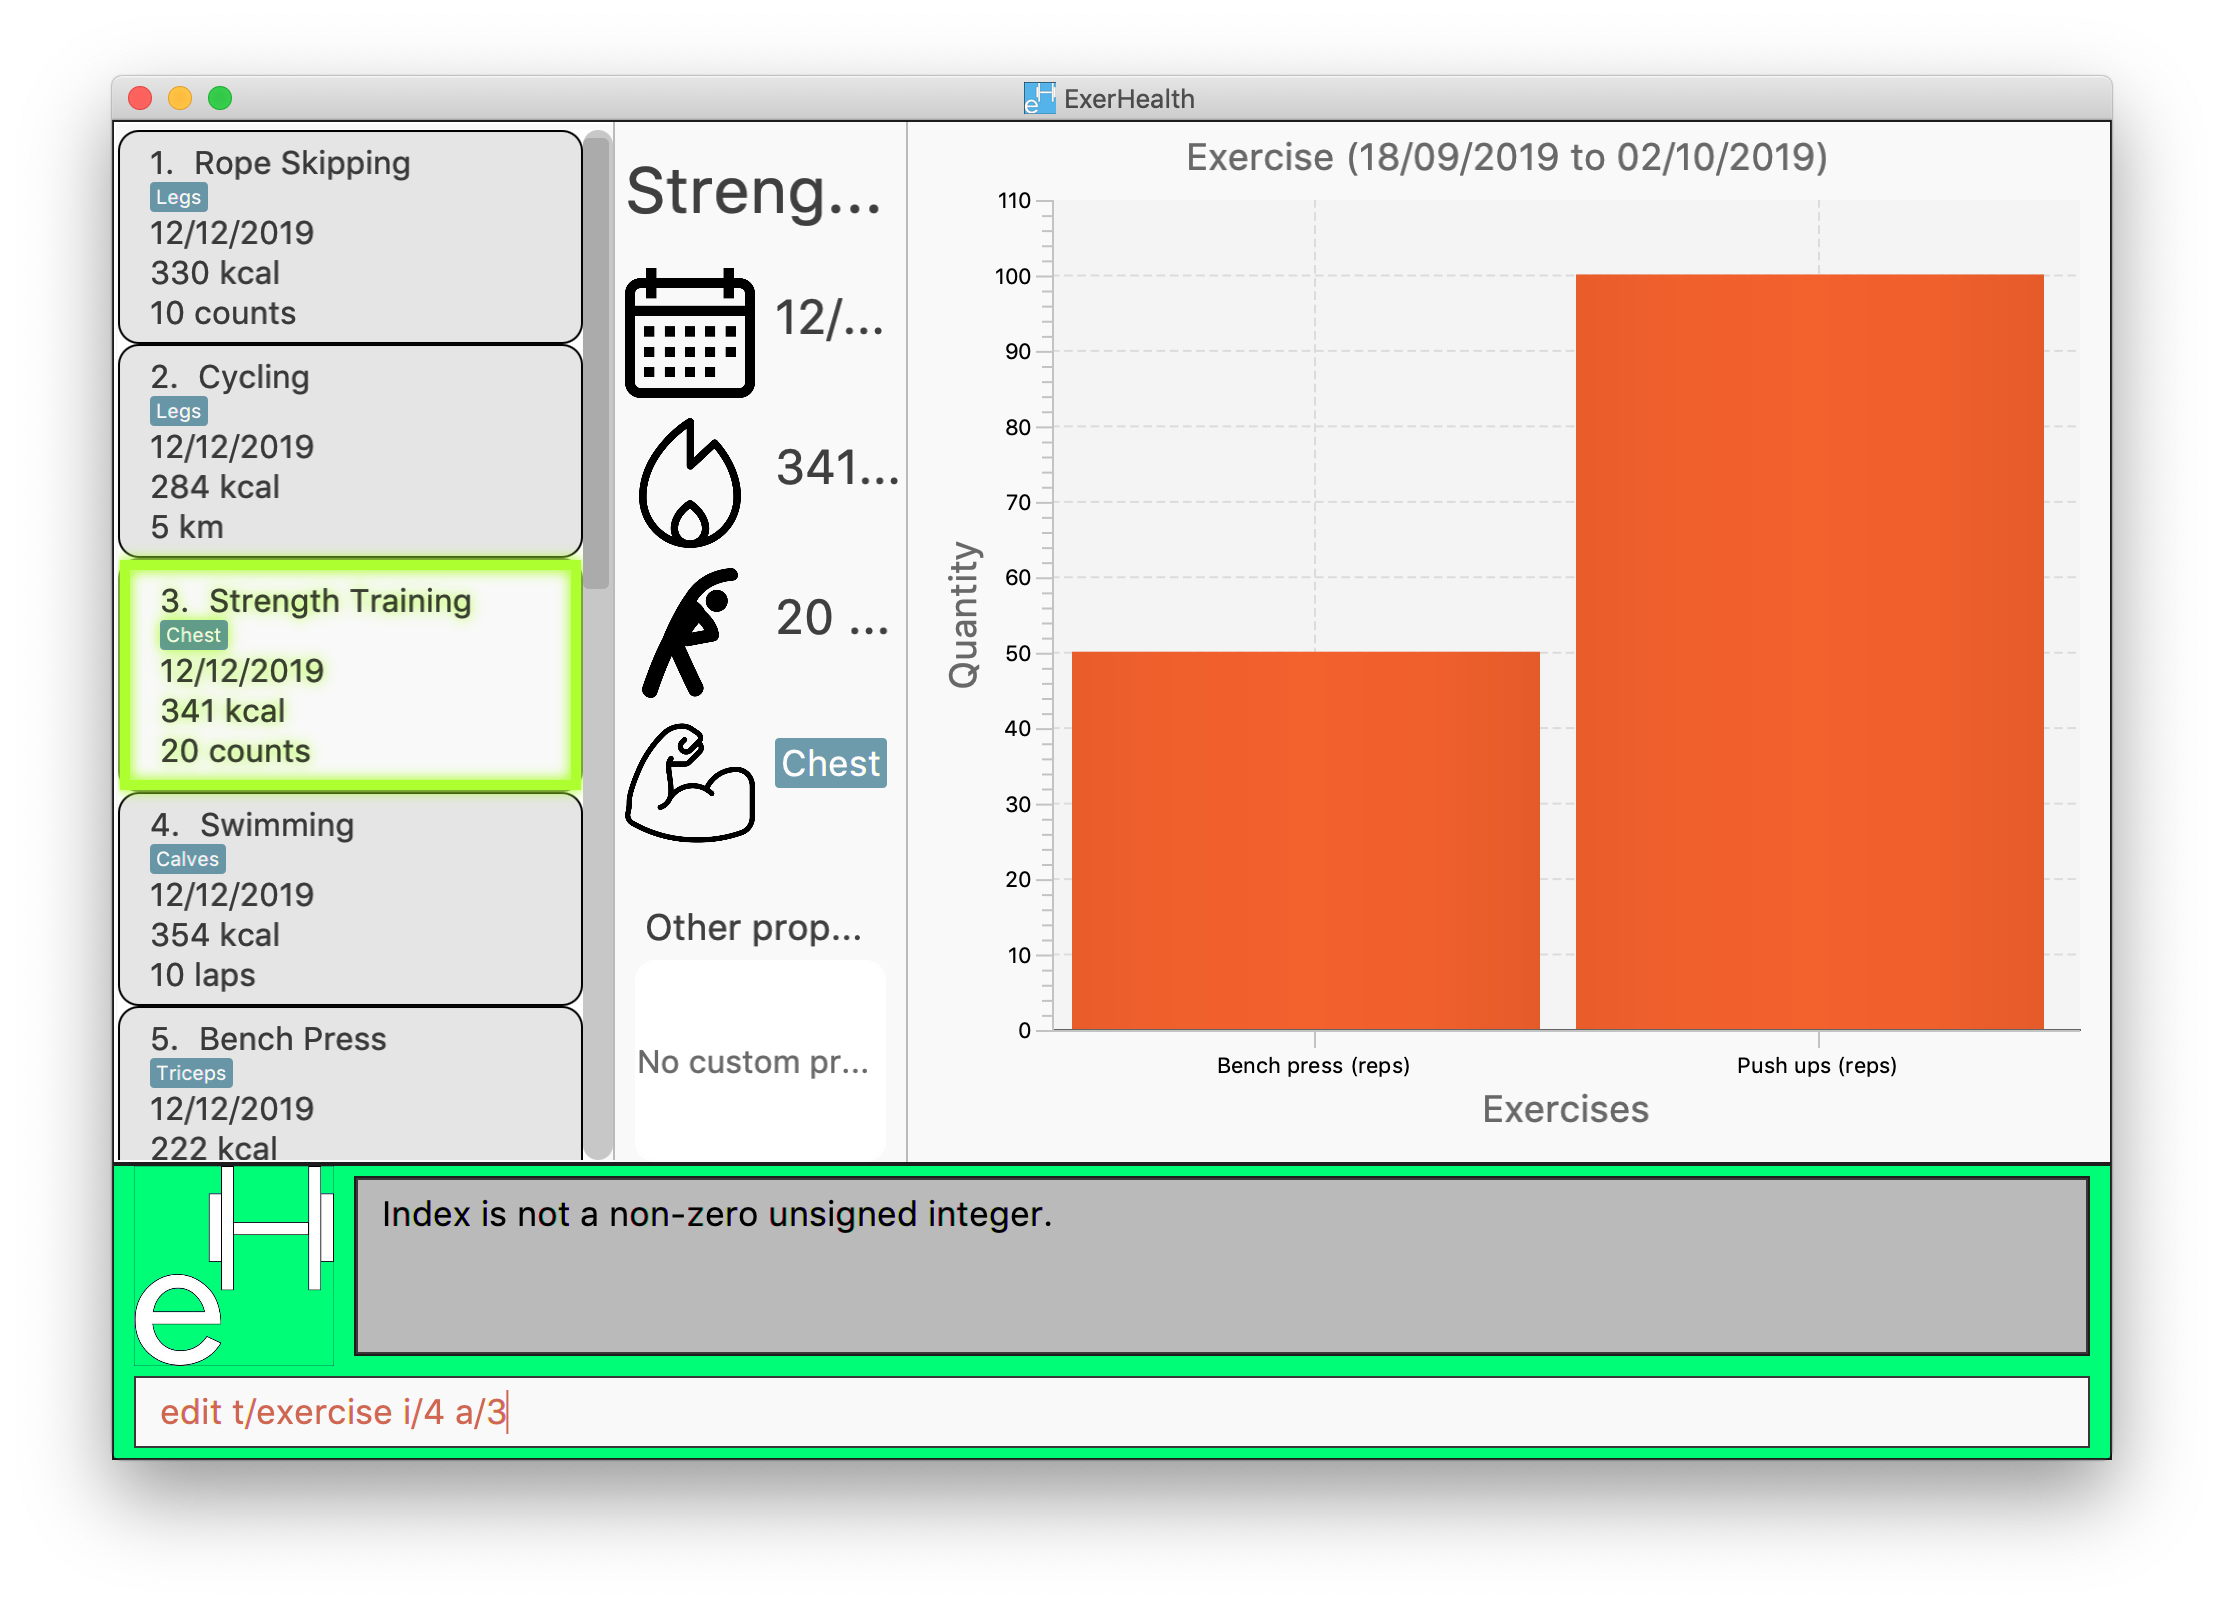 eH ExerHealth
1. Rope Skipping
Legs
12/12/2019
330 kcal
10 counts
2. Cycling
Legs
12/12/2019
284 kcal
5 km
3. Strength Training
Chest
12/12/2019
341 kcal
20 counts
4. Swimming
Calves
12/12/2019
354 kcal
10 laps
5. Bench Press
Triceps
12/12/2019
222 kcal
Streng...
12/...
341...
20 ...
Chest
Other prop...
No custom pr...
Exercise (18/09/2019 to 02/10/2019)
Quantity
110
100
90
80
70
60
50
40
30
20
10
0
Bench press (reps)
Push ups (reps)
Exercises
eH
Index is not a non-zero unsigned integer.
edit t/exercise i/4 a/3